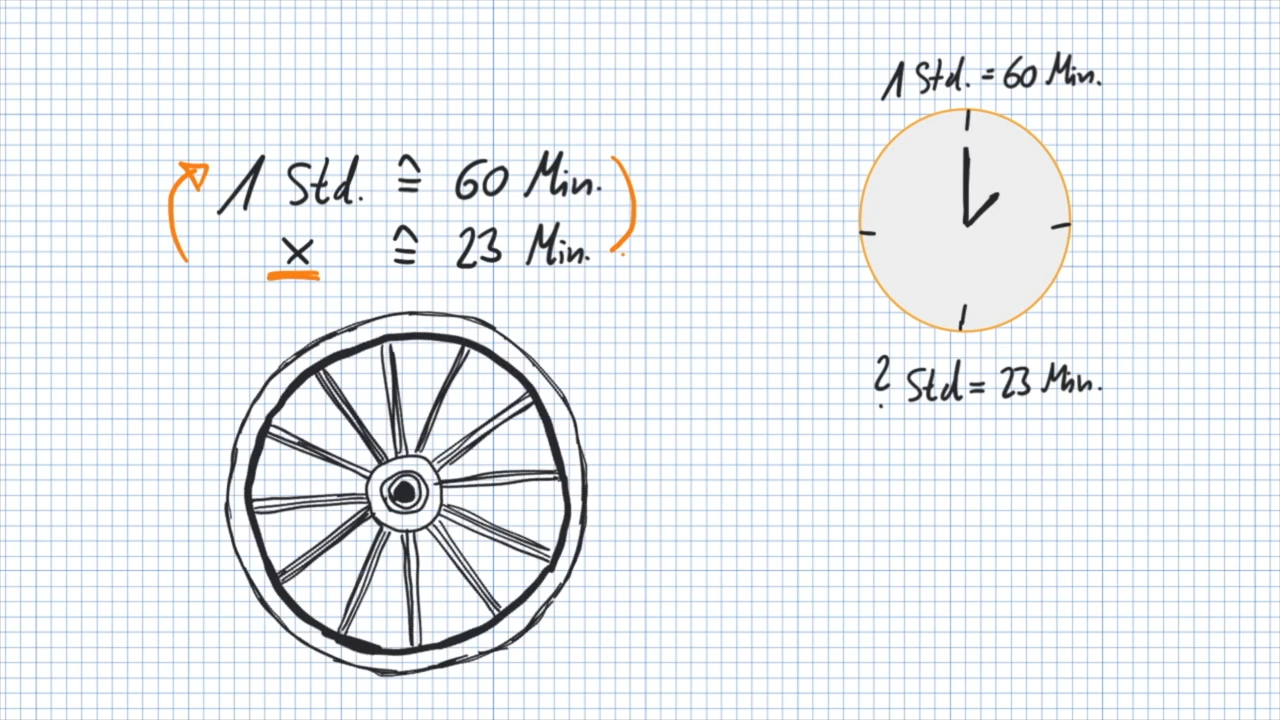 1 Std. ≙ 60 Min.
x ≙ 23 Min.
1 Std. = 60 Min.
? Std = 23 Min.